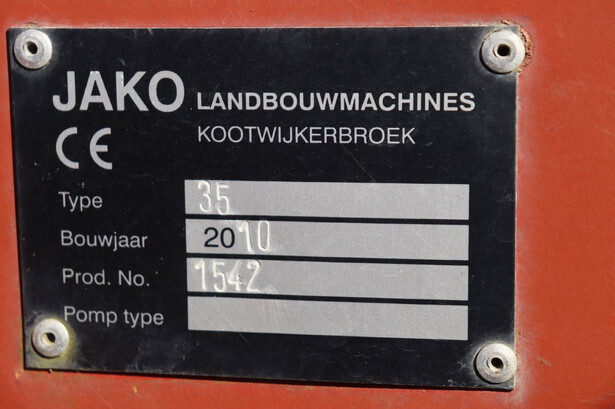 JAKO LANDBOUWMACHINES
CE KOOTWIJKERBROEK
Type 35
Bouwjaar 2010
Prod. No. 1542
Pomp type